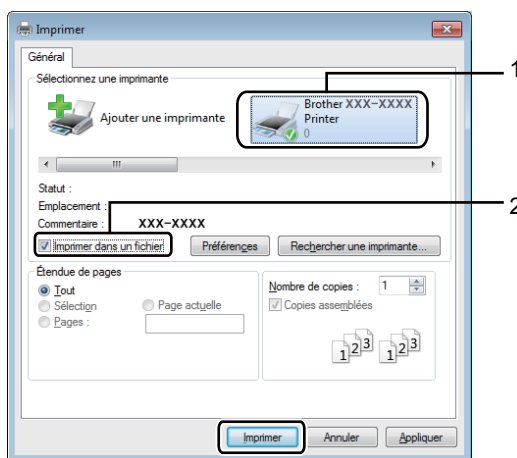 Imprimer
Général
Sélectionnez une imprimante
Ajouter une imprimante
Brother XXX-XXXX
Printer
0
1
Statut :
Emplacement :
Commentaire : XXX-XXXX
2
Imprimer dans un fichier Préférences Rechercher une imprimante...
Étendue de pages
Tout
Sélection Page actuelle
Pages :
Nombre de copies : 1
Copies assemblées
1 2 3 1 2 3
Imprimer Annuler Appliquer